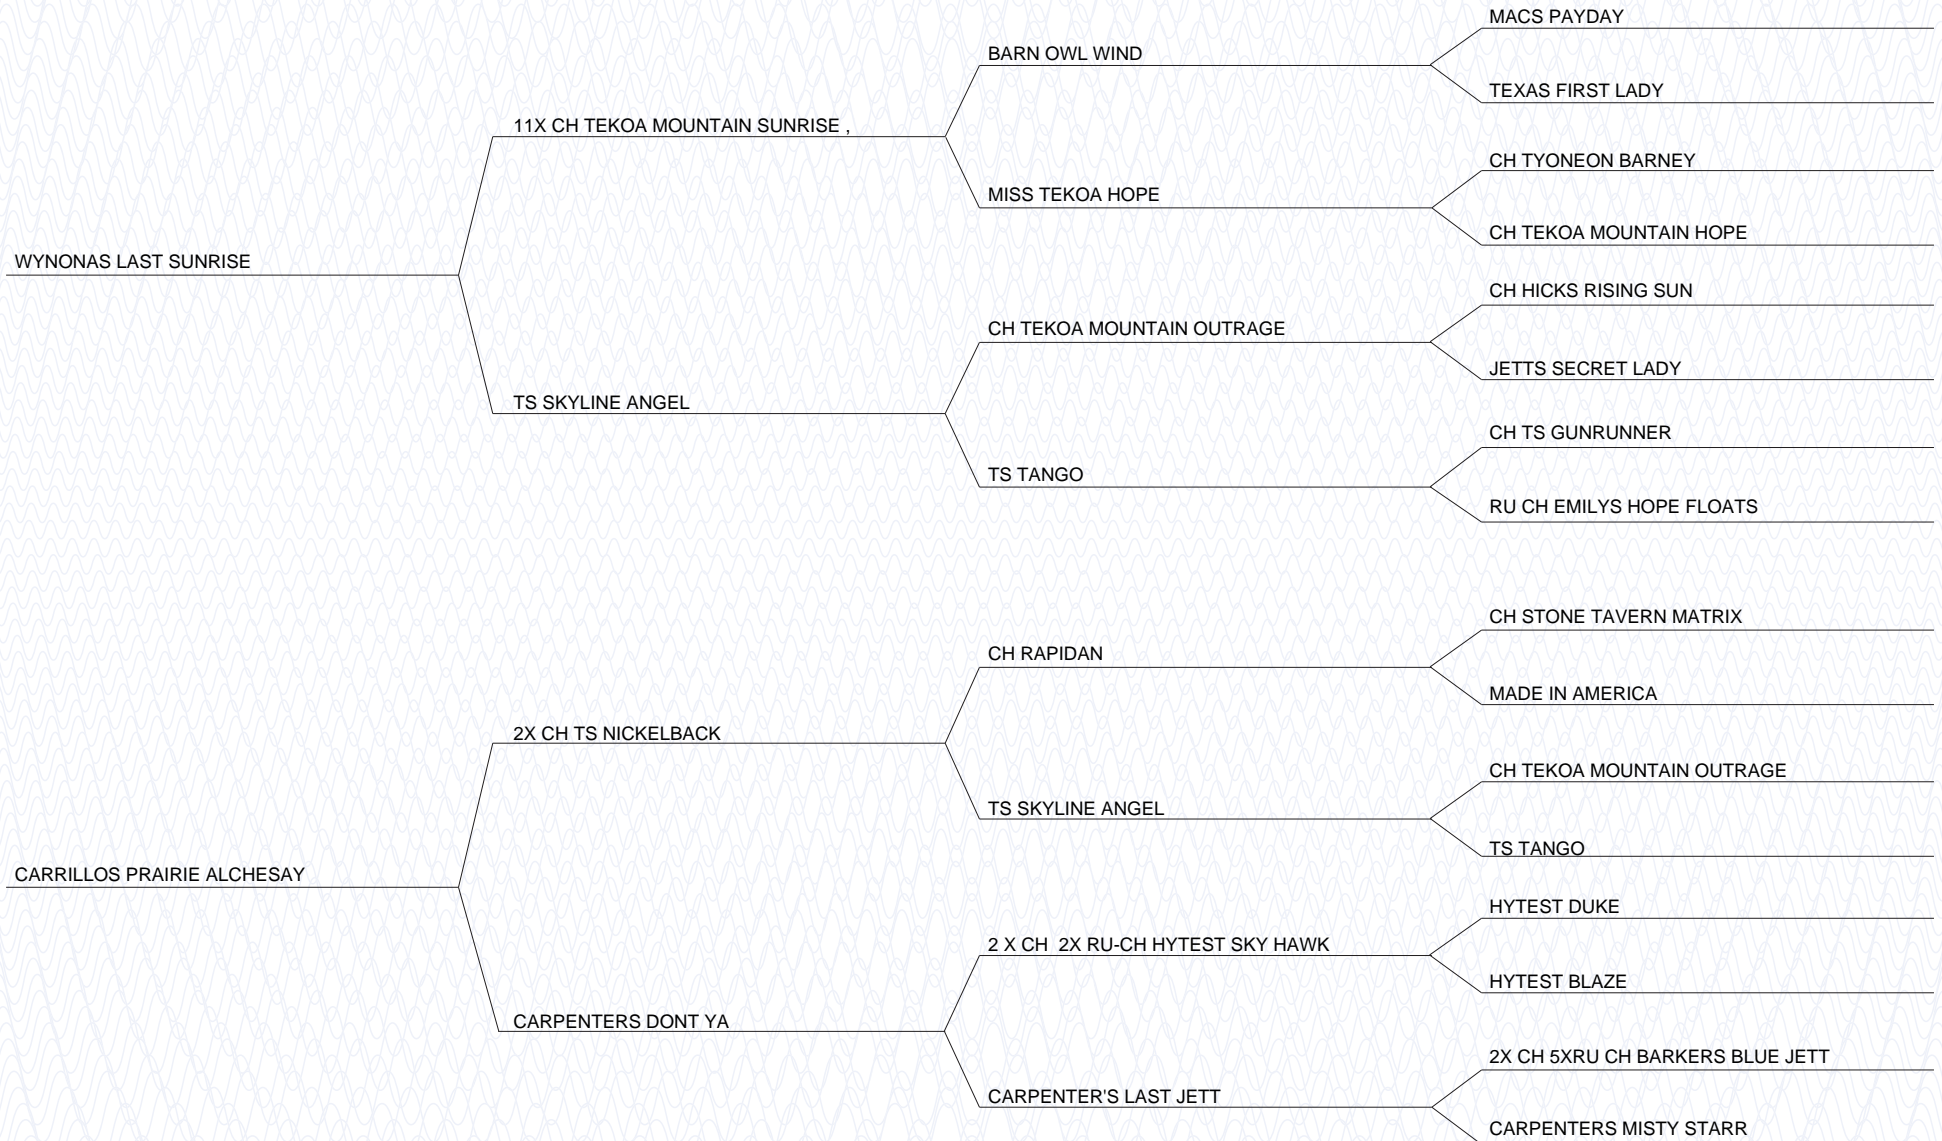 MACS PAYDAY
BARN OWL WIND
TEXAS FIRST LADY
11X CH TEKOA MOUNTAIN SUNRISE ,
CH TYONEON BARNEY
MISS TEKOA HOPE
CH TEKOA MOUNTAIN HOPE
WYNONAS LAST SUNRISE
CH HICKS RISING SUN
CH TEKOA MOUNTAIN OUTRAGE
JETTS SECRET LADY
TS SKYLINE ANGEL
CH TS GUNRUNNER
TS TANGO
RU CH EMILYS HOPE FLOATS
CH STONE TAVERN MATRIX
CH RAPIDAN
MADE IN AMERICA
2X CH TS NICKELBACK
CH TEKOA MOUNTAIN OUTRAGE
TS SKYLINE ANGEL
TS TANGO
CARRILLOS PRAIRIE ALCHESAY
HYTEST DUKE
2 X CH  2X RU-CH HYTEST SKY HAWK
HYTEST BLAZE
CARPENTERS DONT YA
2X CH 5XRU CH BARKERS BLUE JETT
CARPENTER'S LAST JETT
CARPENTERS MISTY STARR